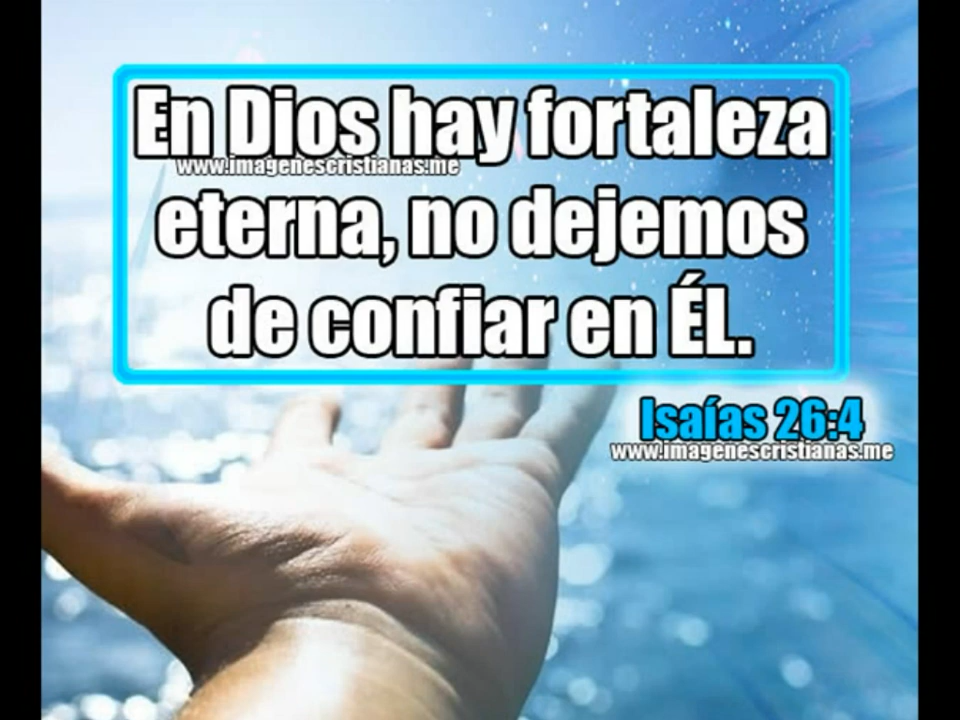 En Dios hay fortaleza
www.imagenescristianas.me
eterna, no dejemos
de confiar en ÉL.
Isaías 26:4
www.imagenescristianas.me